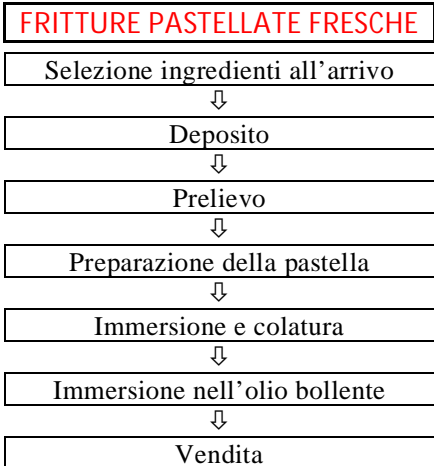 FRITTURE PASTELLATE FRESCHE
Selezione ingredienti all'arrivo
⇩
Deposito
⇩
Prelievo
⇩
Preparazione della pastella
⇩
Immersione e colatura
⇩
Immersione nell'olio bollente
⇩
Vendita